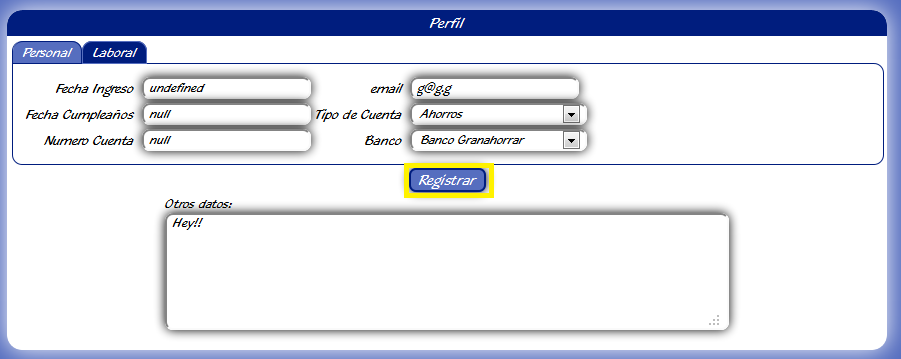 Perfil
Personal Laboral
Fecha Ingreso undefined email g@g.g
Fecha Cumpleaños null Tipo de Cuenta Ahorros
Numero Cuenta null Banco Banco Granahorrar
Registrar
Otros datos:
Hey!!